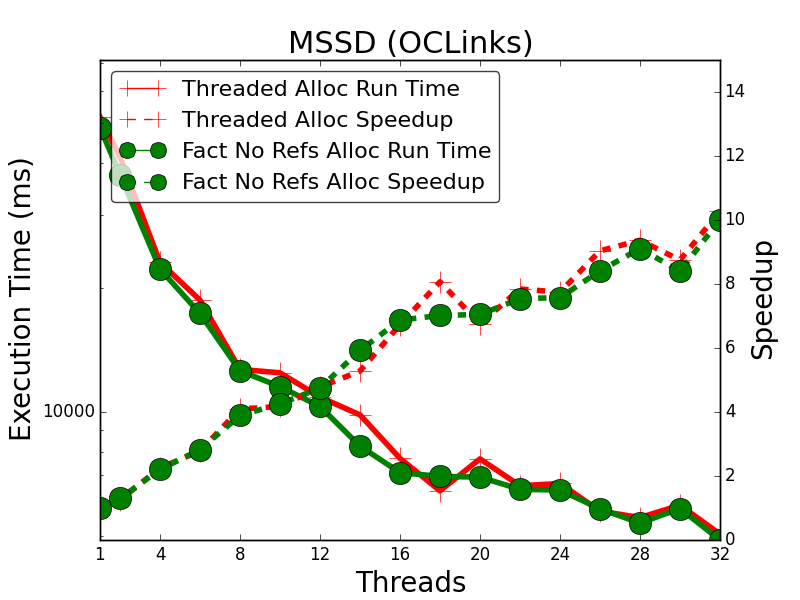 MSSD (OCLinks)
Threaded Alloc Run Time
Threaded Alloc Speedup
Fact No Refs Alloc Run Time
Fact No Refs Alloc Speedup
Execution Time (ms)
10000
14
12
10
8
6
4
2
0
Speedup
1 4 8 12 16 20 24 28 32
Threads